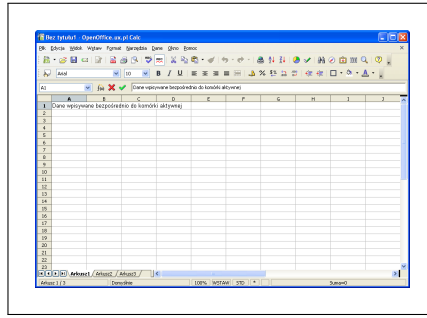 Bez tytułu1 - OpenOffice.ux.pl Calc
Plik Edycja Widok Wstaw Format Narzędzia Dane Okno Pomoc
Arial 10 B I U
A1 Dane wpisywane bezpośrednio do komórki aktywnej
A B C D E F G H I J
1 Dane wpisywane bezpośrednio do komórki aktywnej
2
3
4
5
6
7
8
9
10
11
12
13
14
15
16
17
18
19
20
21
22
23
Arkusz1 Arkusz2 Arkusz3
Arkusz 1 / 3 Domyślnie 100% WSTAW STD * Suma=0